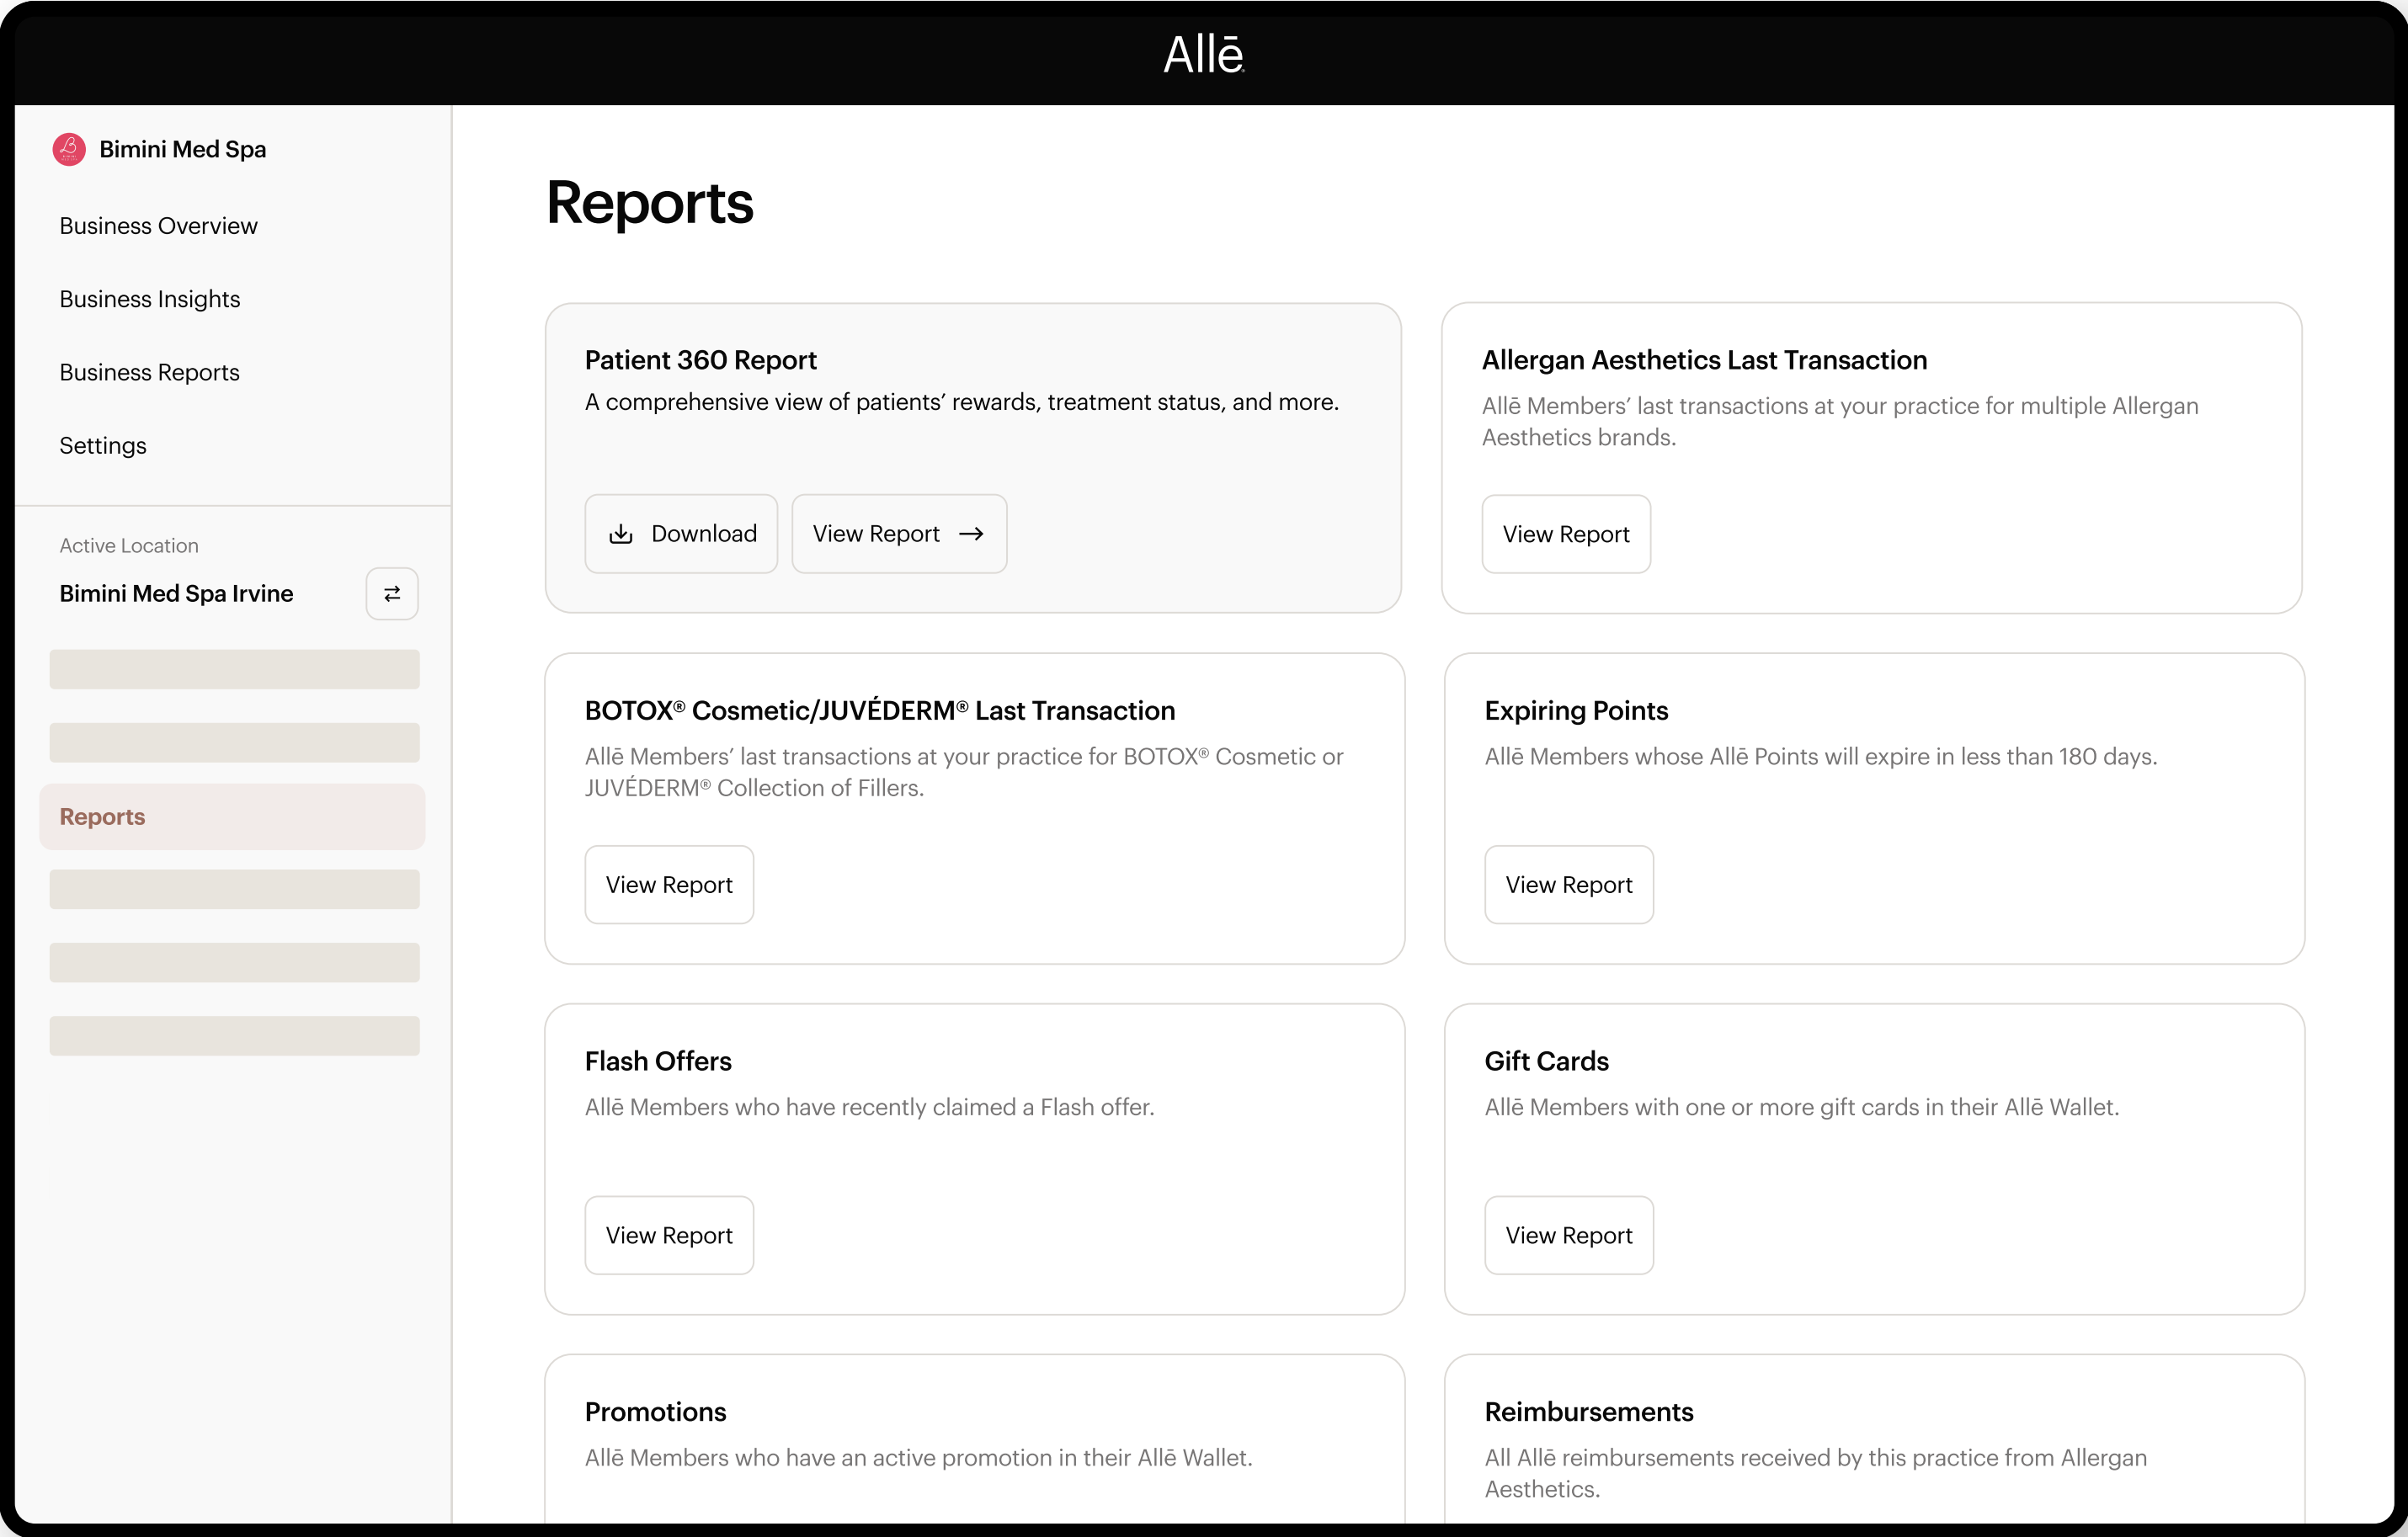 Allē
Bimini Med Spa
Business Overview
Business Insights
Business Reports
Settings
Active Location
Bimini Med Spa Irvine
Reports
Reports
Patient 360 Report
A comprehensive view of patients’ rewards, treatment status, and more.
Download
View Report
Allergan Aesthetics Last Transaction
Allē Members’ last transactions at your practice for multiple Allergan
Aesthetics brands.
View Report
BOTOX® Cosmetic/JUVÉDERM® Last Transaction
Allē Members’ last transactions at your practice for BOTOX® Cosmetic or
JUVÉDERM® Collection of Fillers.
View Report
Expiring Points
Allē Members whose Allē Points will expire in less than 180 days.
View Report
Flash Offers
Allē Members who have recently claimed a Flash offer.
View Report
Gift Cards
Allē Members with one or more gift cards in their Allē Wallet.
View Report
Promotions
Allē Members who have an active promotion in their Allē Wallet.
Reimbursements
All Allē reimbursements received by this practice from Allergan
Aesthetics.